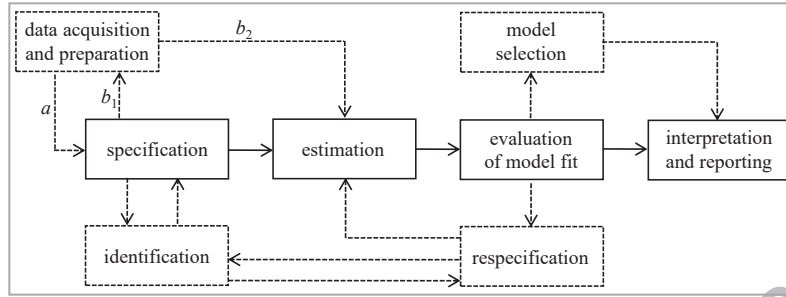 data acquisition
and preparation
b2
model
selection
a
b1
specification
estimation
evaluation
of model fit
interpretation
and reporting
identification
respecification